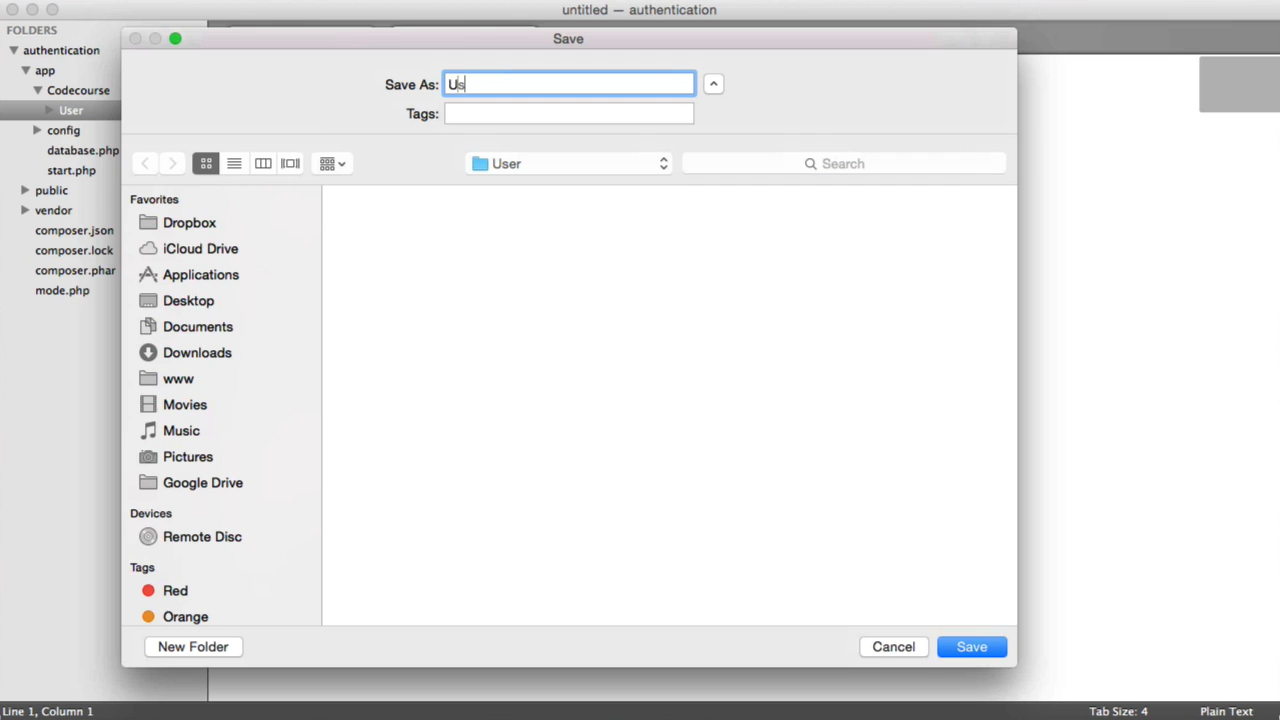 untitled — authentication
FOLDERS
authentication
app
Codecourse
User
config
database.php
start.php
public
vendor
composer.json
composer.lock
composer.phar
mode.php
Save
Save As: Us
Tags:
User
Search
Favorites
Dropbox
iCloud Drive
Applications
Desktop
Documents
Downloads
www
Movies
Music
Pictures
Google Drive
Devices
Remote Disc
Tags
Red
Orange
New Folder
Cancel
Save
Line 1, Column 1
Tab Size: 4
Plain Text